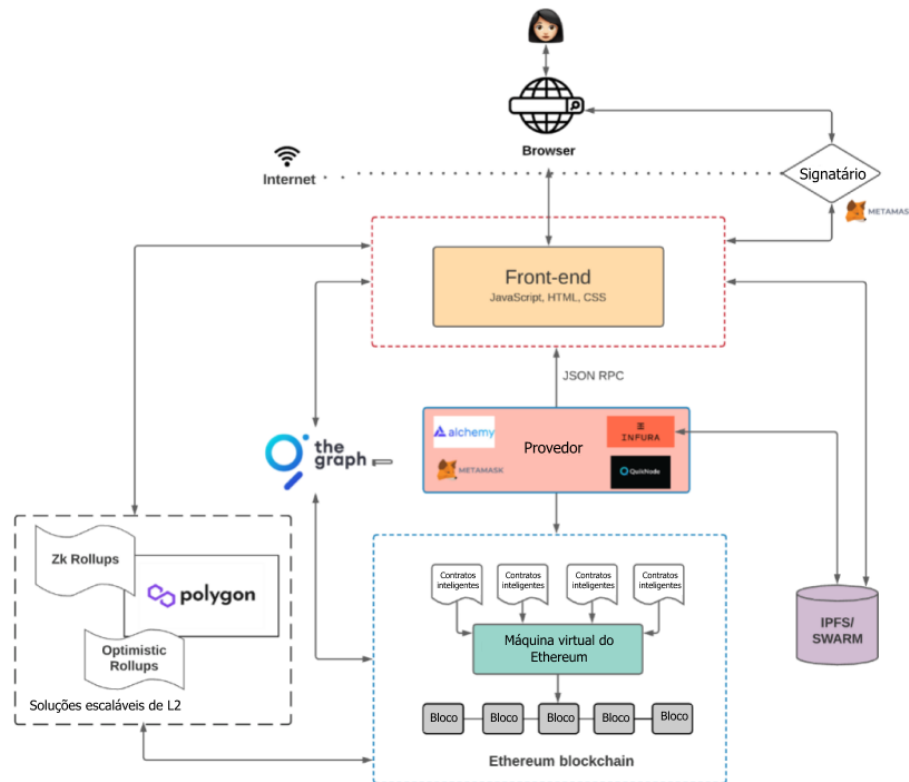 Browser
Internet
Signatário
METAMAS
Front-end
JavaScript, HTML, CSS
JSON RPC
alchemy
INFURA
Provedor
METAMASK
QuikNode
the
graph
Zk Rollups
polygon
Optimistic
Rollups
Soluções escaláveis de L2
Contratos
inteligentes
Contratos
inteligentes
Contratos
inteligentes
Contratos
inteligentes
Máquina virtual do
Ethereum
Bloco
Bloco
Bloco
Bloco
Bloco
Ethereum blockchain
IPFS/
SWARM